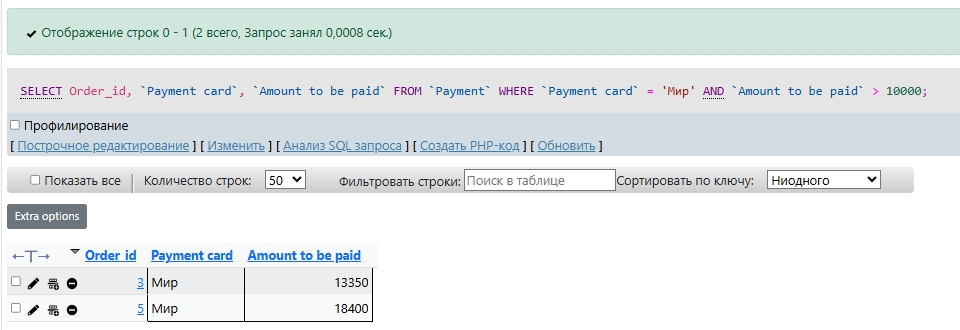 Отображение строк 0 - 1 (2 всего, Запрос занял 0,0008 сек.)
SELECT Order_id, `Payment card`, `Amount to be paid` FROM `Payment` WHERE `Payment card` = 'Мир' AND `Amount to be paid` > 10000;
Профилирование
[ Построчное редактирование ] [ Изменить ] [ Анализ SQL запроса ] [ Создать PHP-код ] [ Обновить ]
Показать все Количество строк: 50 Фильтровать строки: Поиск в таблице Сортировать по ключу: Ниодного
Extra options
←T→ Order_id Payment card Amount to be paid
3 Мир 13350
5 Мир 18400